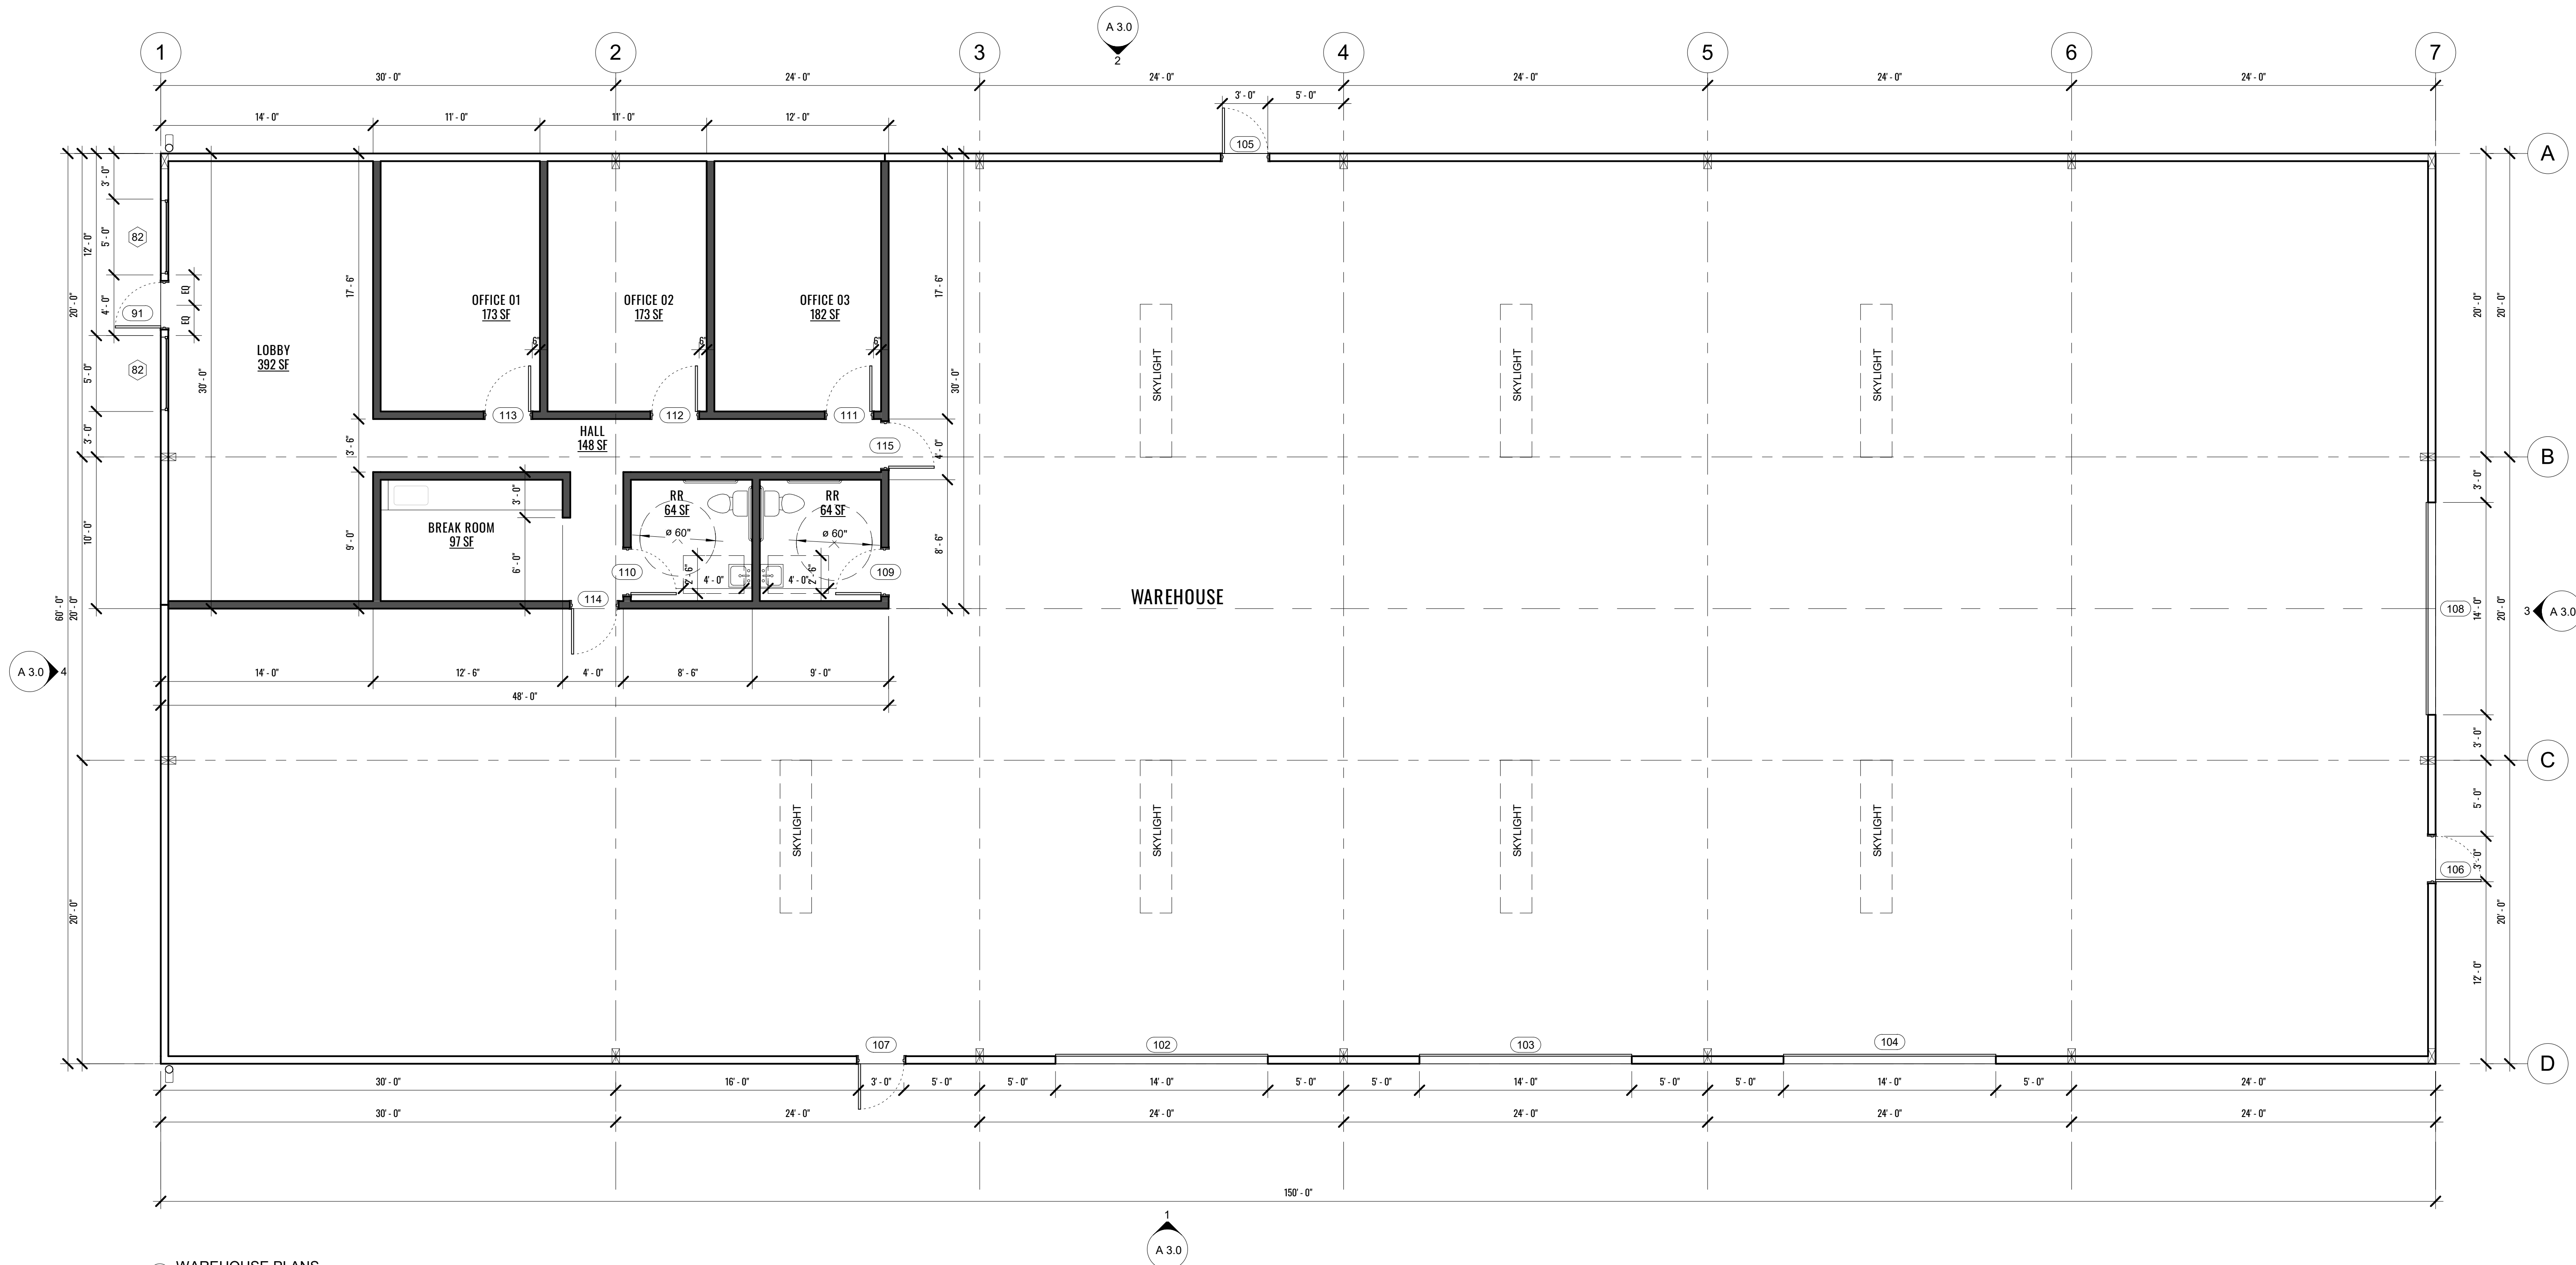 A 3.0
2
1
2
3
4
5
6
7
30' - 0"
24' - 0"
24' - 0"
24' - 0"
24' - 0"
24' - 0"
3' - 0"
5' - 0"
14' - 0"
11' - 0"
11' - 0"
12' - 0"
105
A
3' - 0"
5' - 0"
4' - 0"
12' - 0"
5' - 0"
3' - 0"
10' - 0"
20' - 0"
20' - 0"
20' - 0"
60' - 0"
82
91
82
EQ
EQ
30' - 0"
17' - 6"
3' - 6"
9' - 0"
LOBBY
392 SF
OFFICE 01
173 SF
OFFICE 02
173 SF
OFFICE 03
182 SF
6"
6"
6"
113
112
111
HALL
148 SF
115
17' - 6"
4' - 0"
8' - 6"
30' - 0"
BREAK ROOM
97 SF
3' - 0"
6' - 0"
RR
64 SF
ø 60"
RR
64 SF
ø 60"
110
2' - 6"
4' - 0"
4' - 0"
2' - 6"
109
114
SKYLIGHT
SKYLIGHT
SKYLIGHT
WAREHOUSE
20' - 0"
20' - 0"
B
3' - 0"
14' - 0"
20' - 0"
108
3
A 3.0
3' - 0"
C
A 3.0
4
14' - 0"
12' - 6"
4' - 0"
8' - 6"
9' - 0"
48' - 0"
SKYLIGHT
SKYLIGHT
SKYLIGHT
SKYLIGHT
5' - 0"
3' - 0"
106
12' - 0"
20' - 0"
107
102
103
104
D
30' - 0"
16' - 0"
3' - 0"
5' - 0"
5' - 0"
14' - 0"
5' - 0"
5' - 0"
14' - 0"
5' - 0"
5' - 0"
14' - 0"
5' - 0"
24' - 0"
30' - 0"
24' - 0"
24' - 0"
24' - 0"
24' - 0"
24' - 0"
150' - 0"
1
A 3.0
WAREHOUSE PLANS